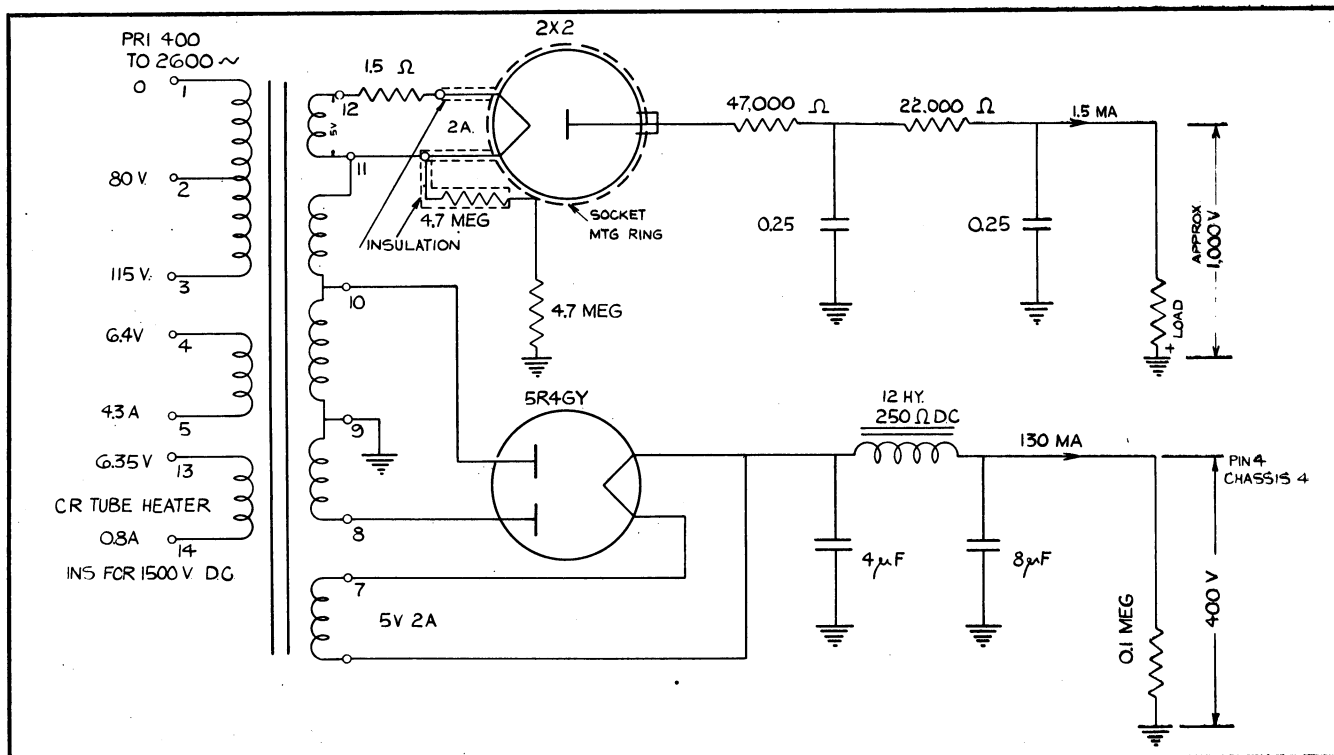 PRI 400
TO 2600 ~
0
1
80 V.
2
115 V.
3
6.4V
4
4.3 A
5
6.35 V
13
CR TUBE HEATER
0.8A
14
INS FOR 1500 V. D.C.
12
1.5 Ω
5V
2A.
11
INSULATION
4.7 MEG
2X2
SOCKET
MTG RING
4.7 MEG
47,000 Ω
22,000 Ω
1.5 MA
0.25
0.25
+ LOAD
APPROX
1,000 V
10
9
8
7
5V 2A
5R4GY
12 HY.
250 Ω D.C
130 MA
4 μF
8 μF
0.1 MEG
400 V
PIN 4
CHASSIS 4